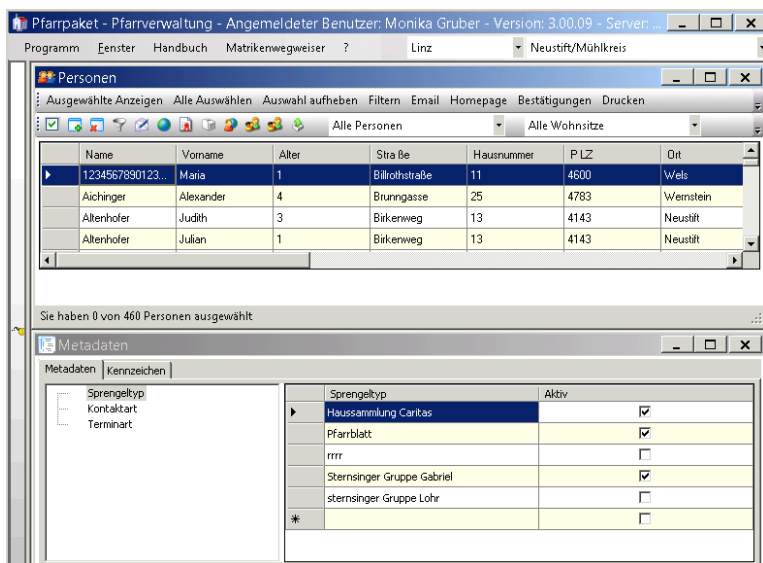 Pfarrpaket - Pfarrverwaltung - Angemeldeter Benutzer: Monika Gruber - Version: 3.00.09 - Server: ...
Programm Fenster Handbuch Matrikenwegweiser ? Linz Neustift/Mühlkreis
Personen
Ausgewählte Anzeigen Alle Auswählen Auswahl aufheben Filtern Email Homepage Bestätigungen Drucken
Alle Personen Alle Wohnsitze
Name Vorname Alter Stra ße Hausnummer P LZ Ort
1234567890123... Maria 1 Billrothstraße 11 4600 Wels
Aichinger Alexander 4 Brunngasse 25 4783 Wernstein
Altenhofer Judith 3 Birkenweg 13 4143 Neustift
Altenhofer Julian 1 Birkenweg 13 4143 Neustift
Sie haben 0 von 460 Personen ausgewählt
Metadaten
Metadaten Kennzeichen
Sprengeltyp
Kontaktart
Terminart
Sprengeltyp Aktiv
Haussammlung Caritas
Pfarrblatt
rrrr
Sternsinger Gruppe Gabriel
sternsinger Gruppe Lohr